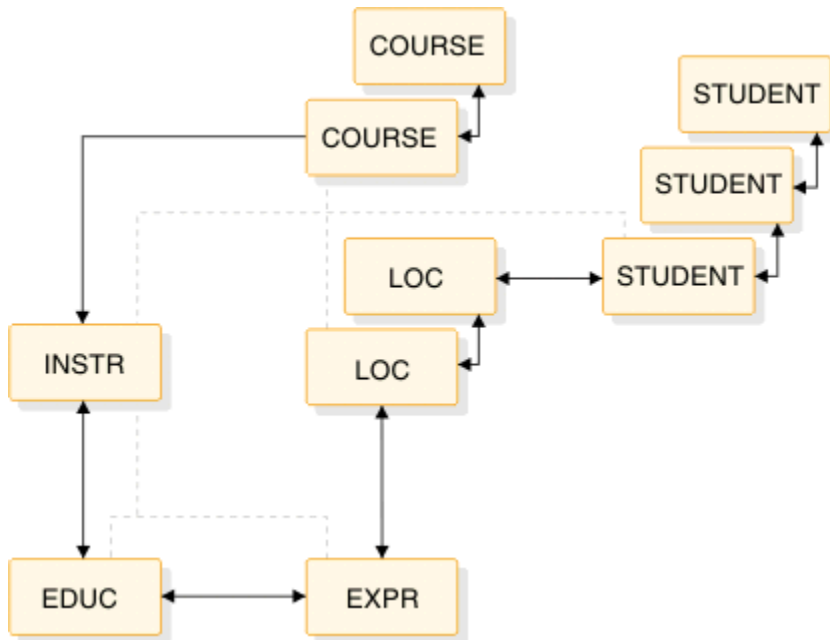 COURSE
COURSE
STUDENT
STUDENT
STUDENT
LOC
LOC
INSTR
EDUC
EXPR